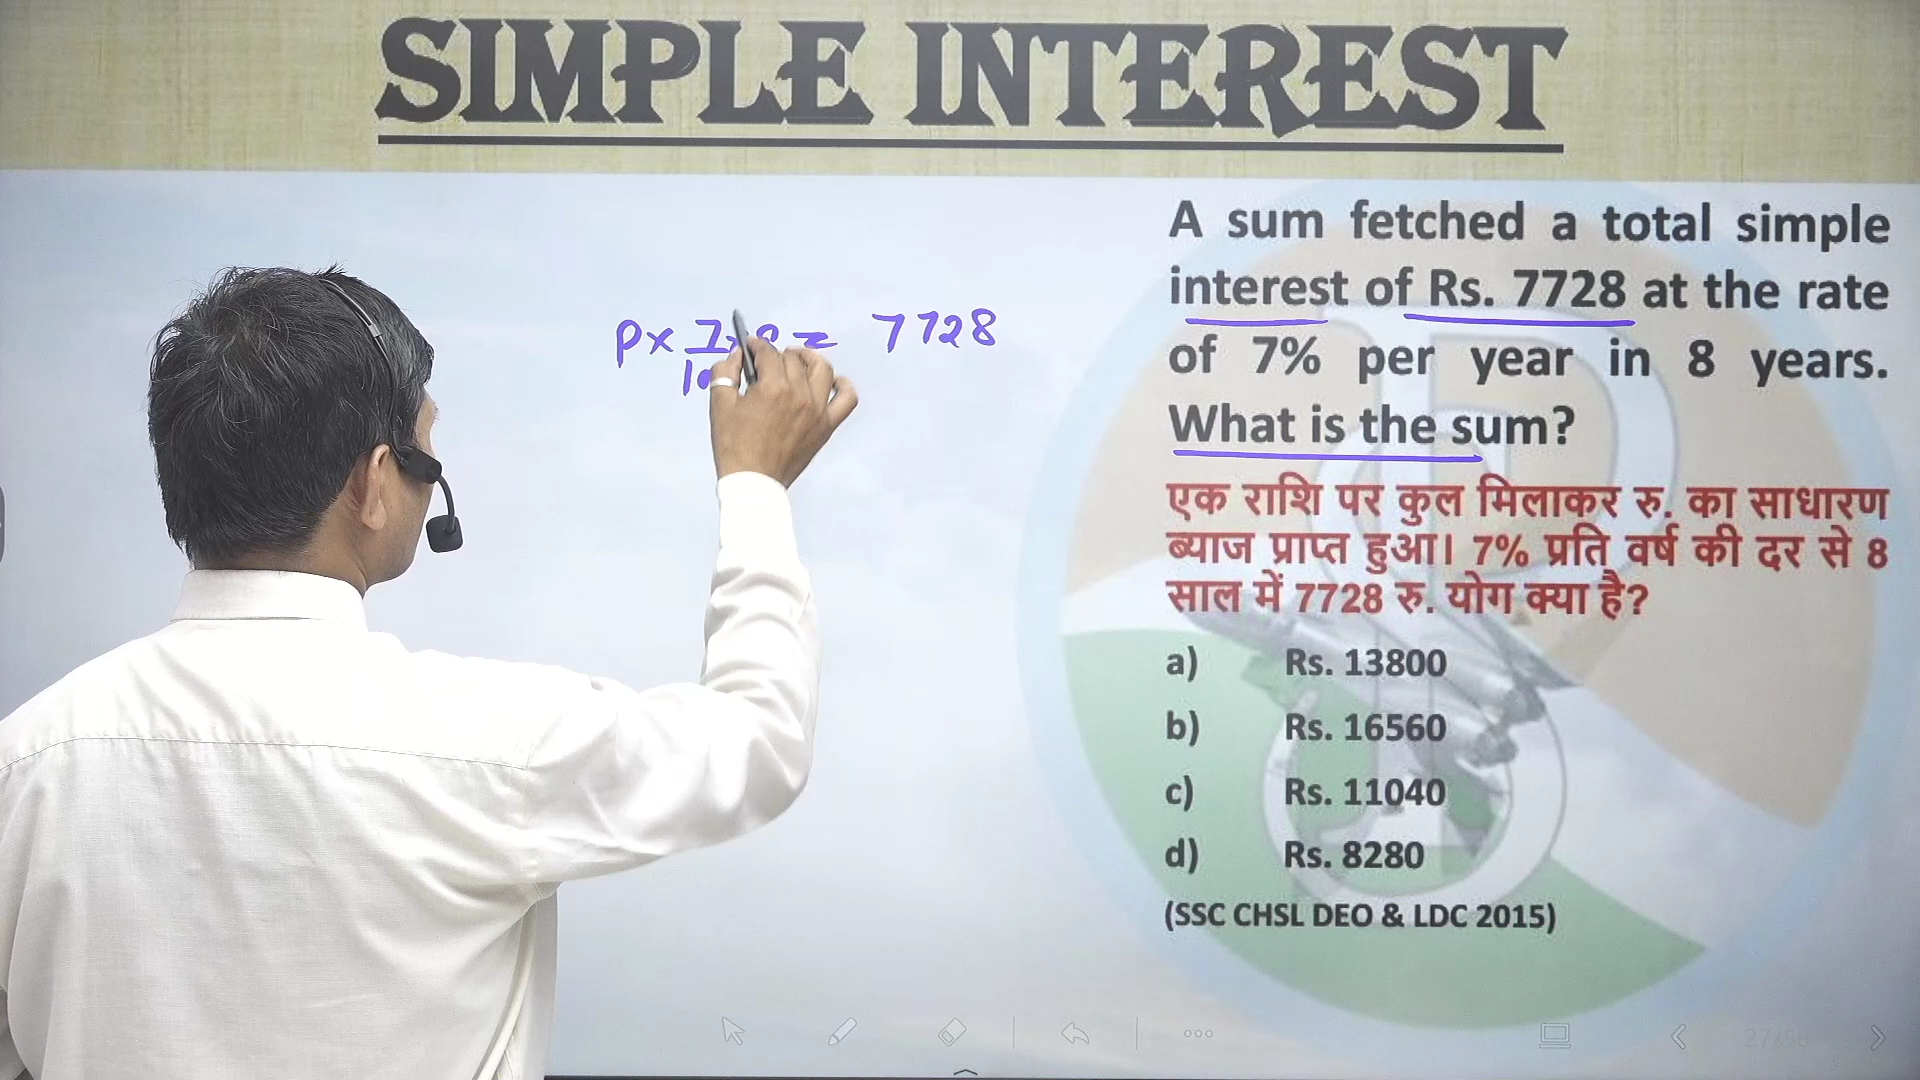 SIMPLE INTEREST
A sum fetched a total simple
interest of Rs. 7728 at the rate
of 7% per year in 8 years.
What is the sum?
एक राशि पर कुल मिलाकर रु. का साधारण
ब्याज प्राप्त हुआ। 7% प्रति वर्ष की दर से 8
साल में 7728 रु. योग क्या है?
a) Rs. 13800
b) Rs. 16560
c) Rs. 11040
d) Rs. 8280
(SSC CHSL DEO & LDC 2015)
P× 7 = 7728